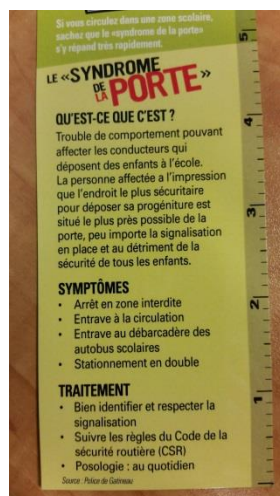 Si vous circulez dans une zone scolaire,
sachez que le «syndrome de la porte»
s'y répand très rapidement.
LE «SYNDROME
DE LA PORTE»
QU'EST-CE QUE C'EST ?
Trouble de comportement pouvant
affecter les conducteurs qui
déposent des enfants à l'école.
La personne affectée a l'impression
que l'endroit le plus sécuritaire
pour déposer sa progéniture est
situé le plus près possible de la
porte, peu importe la signalisation
en place et au détriment de la
sécurité de tous les enfants.
SYMPTÔMES
• Arrêt en zone interdite
• Entrave à la circulation
• Entrave au débarcadère des
autobus scolaires
• Stationnement en double
TRAITEMENT
• Bien identifier et respecter la
signalisation
• Suivre les règles du Code de la
sécurité routière (CSR)
• Posologie : au quotidien
Source : Police de Gatineau
5
4
3
2
1